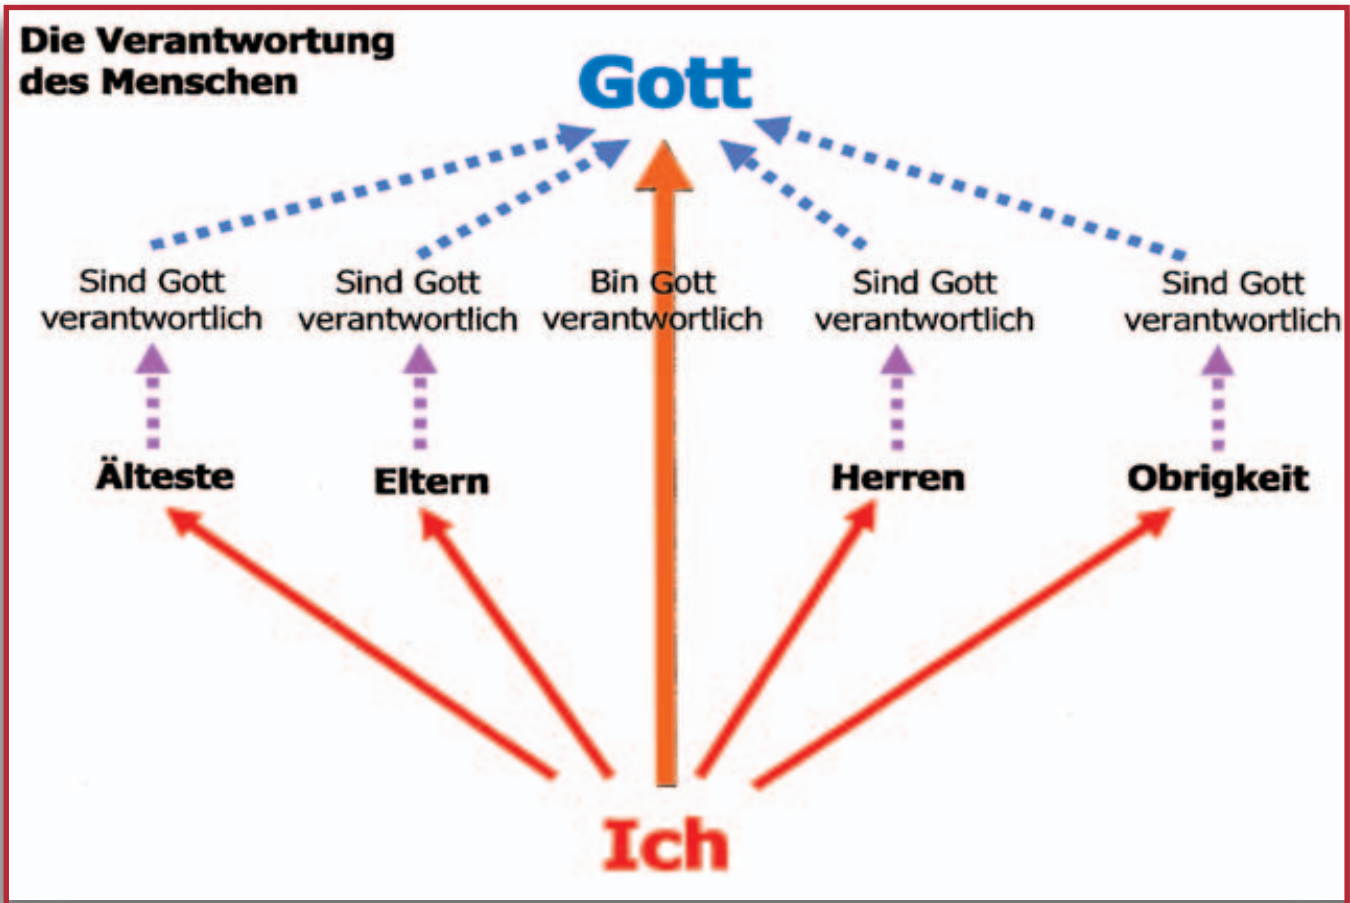 Die Verantwortung
des Menschen
Gott
Sind Gott
verantwortlich
Sind Gott
verantwortlich
Bin Gott
verantwortlich
Sind Gott
verantwortlich
Sind Gott
verantwortlich
Älteste
Eltern
Herren
Obrigkeit
Ich